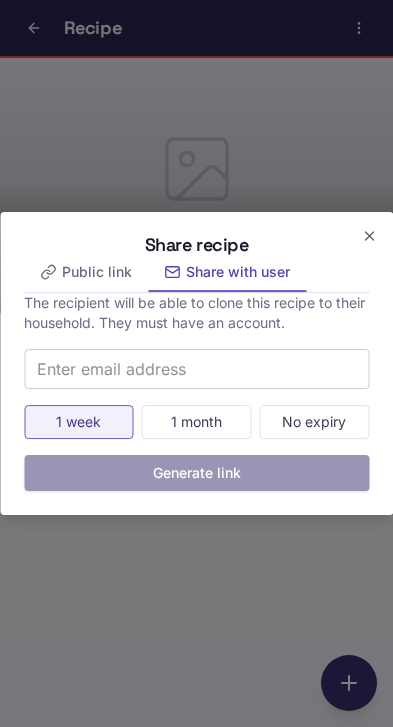 Recipe
Share recipe
Public link
Share with user
The recipient will be able to clone this recipe to their
household. They must have an account.
Enter email address
1 week
1 month
No expiry
Generate link